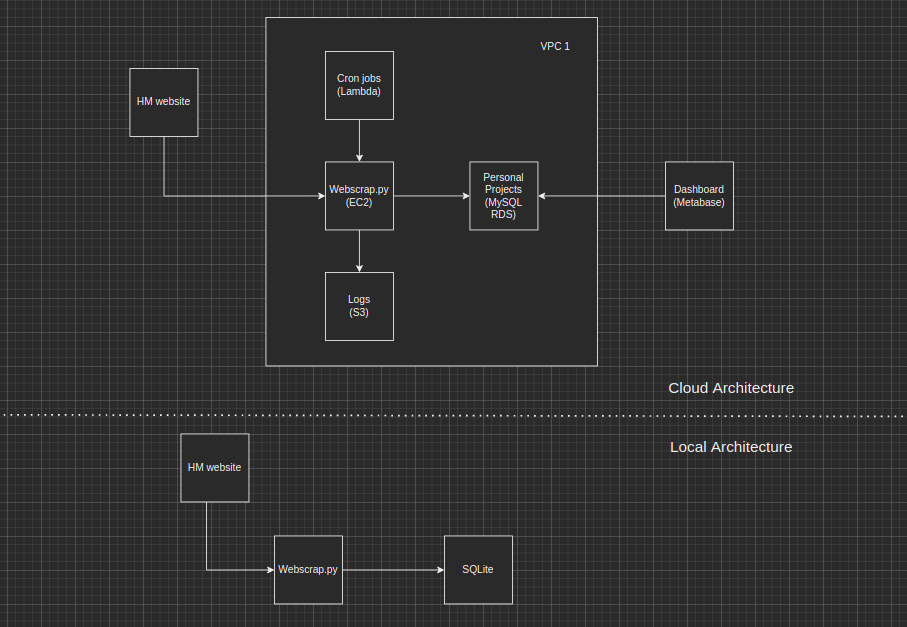 VPC 1
Cron jobs
(Lambda)
HM website
Webscrap.py
(EC2)
Personal
Projects
(MySQL
RDS)
Dashboard
(Metabase)
Logs
(S3)
Cloud Architecture
Local Architecture
HM website
Webscrap.py
SQLite